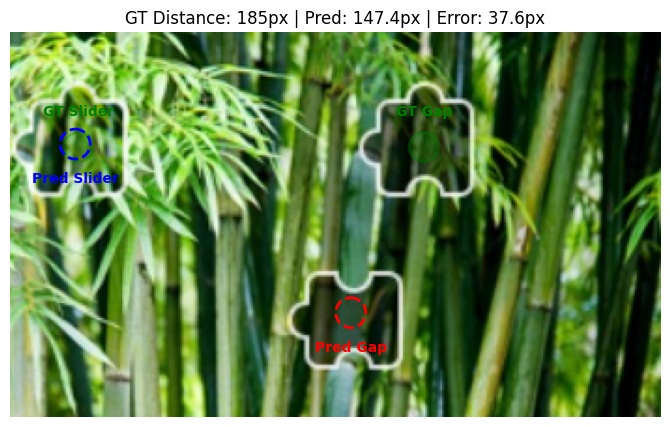 GT Distance: 185px | Pred: 147.4px | Error: 37.6px
GT Slider
GT Gap
Pred Slider
Pred Gap